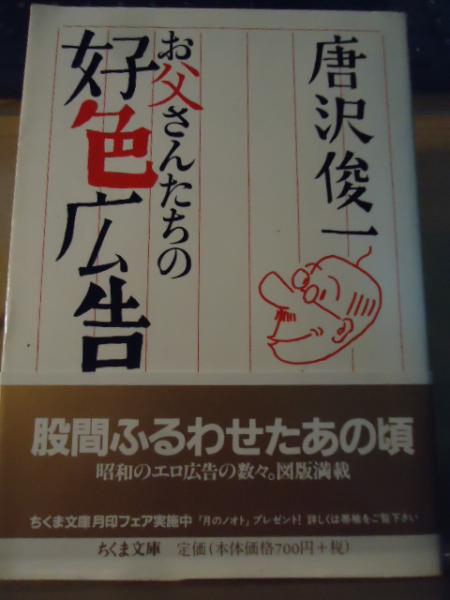 唐沢俊一
お父さんたちの
好色広告
股間ふるわせたあの頃
昭和のエロ広告の数々。図版満載
ちくま文庫月印フェア実施中 「月のノオト」プレゼント! 詳しくは帯袖をご覧下さい
ちくま文庫 定価(本体価格700円+税)